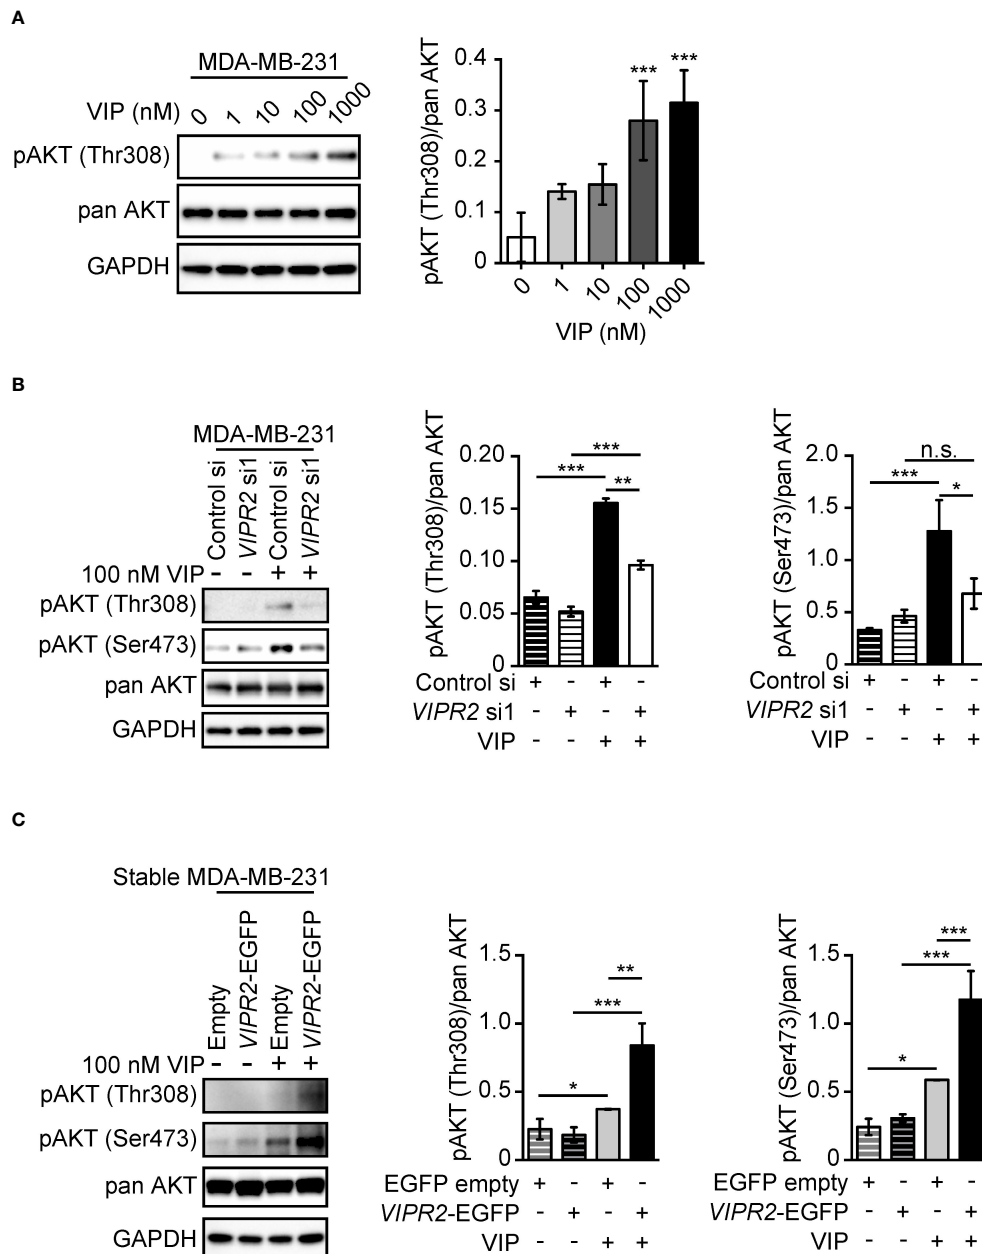 A
MDA-MB-231
VIP (nM) 0 1 10 100 1000
pAKT (Thr308)
pan AKT
GAPDH
pAKT (Thr308)/pan AKT
0.4
0.3
0.2
0.1
0
*** ***
0 1 10 100 1000
VIP (nM)
B
MDA-MB-231
Control si VIPR2 si1 Control si VIPR2 si1
100 nM VIP - - + +
pAKT (Thr308)
pAKT (Ser473)
pan AKT
GAPDH
pAKT (Thr308)/pan AKT
0.20
0.15
0.10
0.05
0
***
***
**
Control si + - + -
VIPR2 si1 - + - +
VIP - - + +
pAKT (Ser473)/pan AKT
2.0
1.5
1.0
0.5
0
n.s.
***
*
Control si + - + -
VIPR2 si1 - + - +
VIP - - + +
C
Stable MDA-MB-231
Empty VIPR2-EGFP Empty VIPR2-EGFP
100 nM VIP - - + +
pAKT (Thr308)
pAKT (Ser473)
pan AKT
GAPDH
pAKT (Thr308)/pan AKT
1.5
1.0
0.5
0
**
***
*
EGFP empty + - + -
VIPR2-EGFP - + - +
VIP - - + +
pAKT (Ser473)/pan AKT
1.5
1.0
0.5
0
***
***
*
EGFP empty + - + -
VIPR2-EGFP - + - +
VIP - - + +